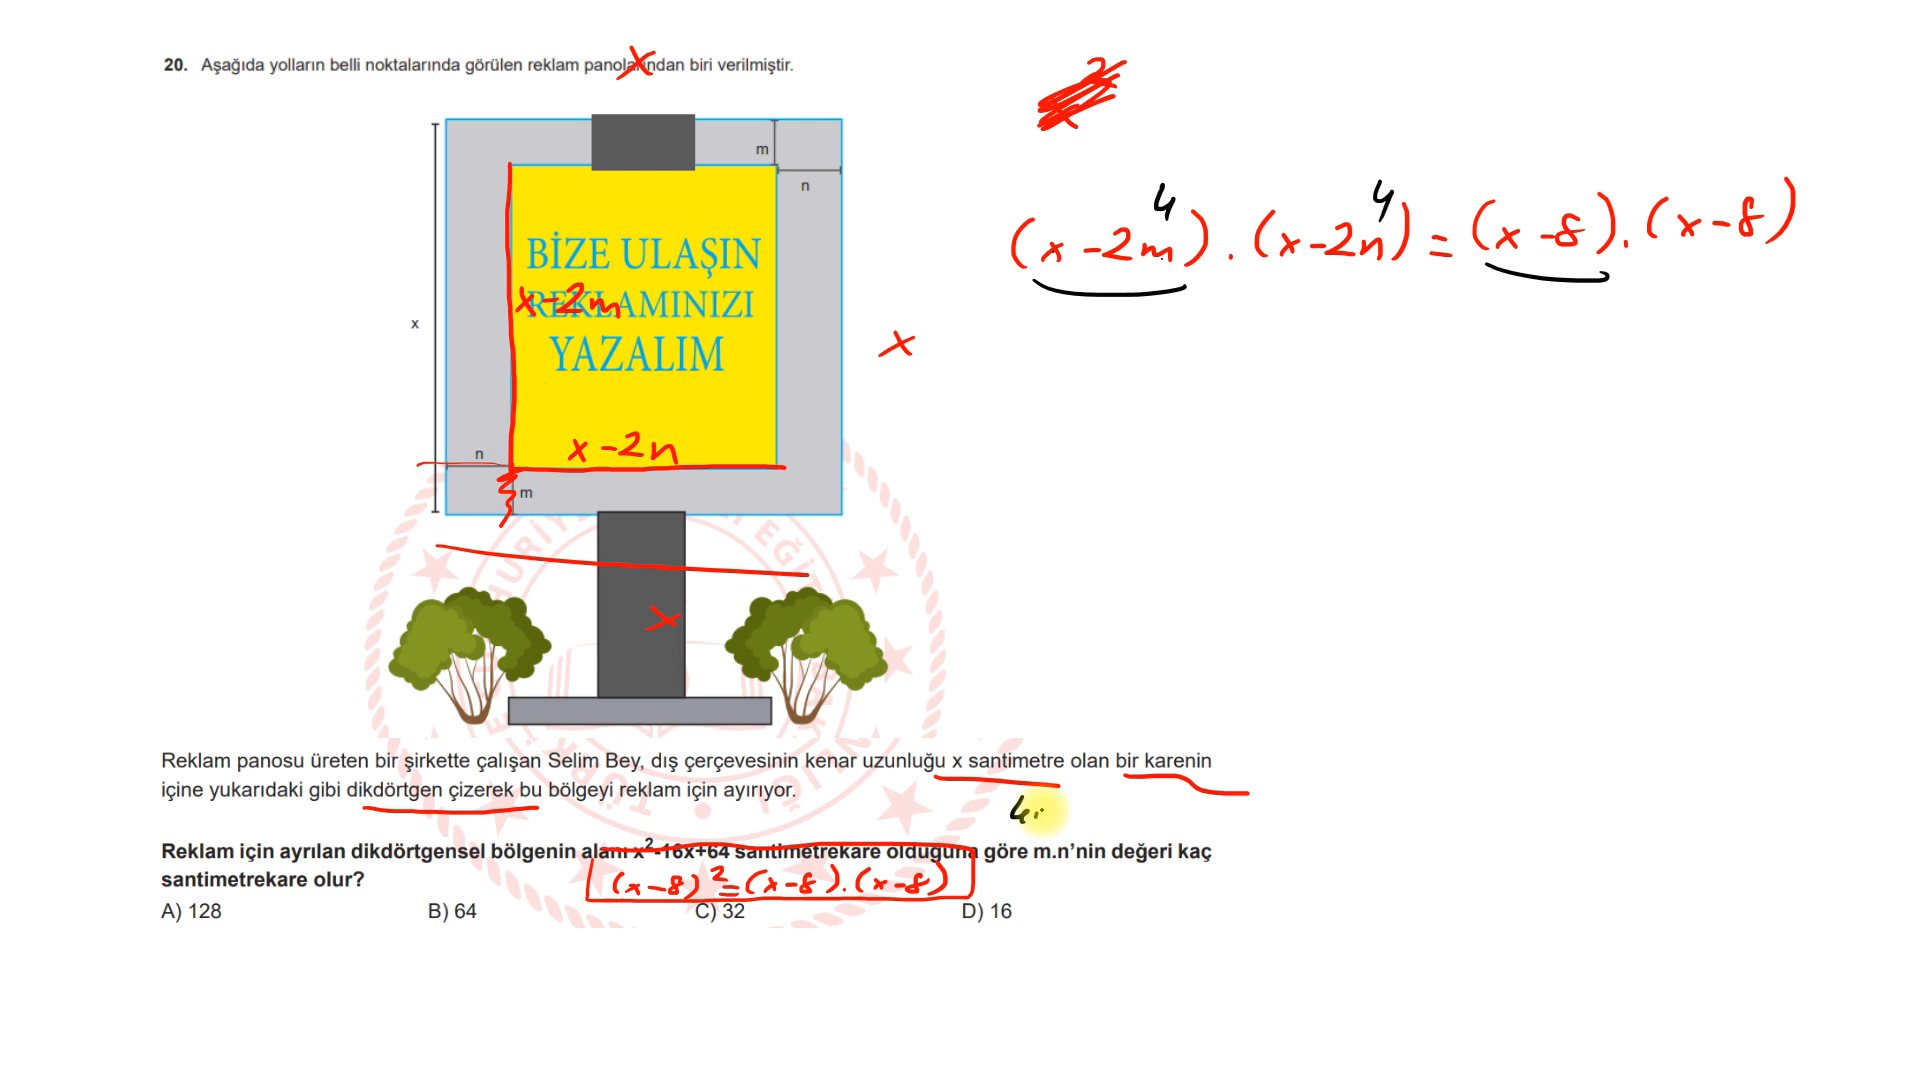 20. Aşağıda yolların belli noktalarında görülen reklam panolarından biri verilmiştir.
x
m
n
4 4
(x-2m).(x-2n)=(x-8).(x-8)
BİZE ULAŞIN
REKLAMINIZI
x-2m
YAZALIM
x
x
x-2n
n
m
x
Reklam panosu üreten bir şirkette çalışan Selim Bey, dış çerçevesinin kenar uzunluğu x santimetre olan bir karenin
içine yukarıdaki gibi dikdörtgen çizerek bu bölgeyi reklam için ayırıyor.
Reklam için ayrılan dikdörtgensel bölgenin alanı x²-16x+64 santimetrekare olduğuna göre m.n’nin değeri kaç
santimetrekare olur?
(x-8)²=(x-8).(x-8)
A) 128 B) 64 C) 32 D) 16